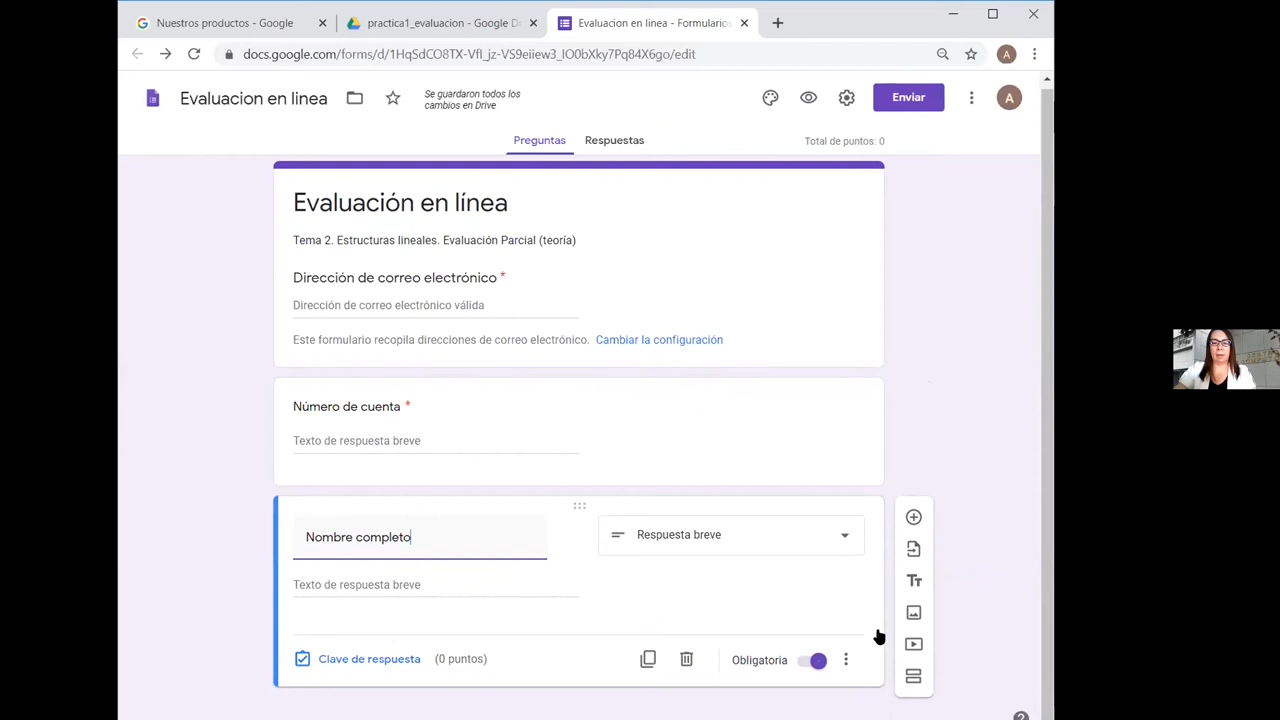 Nuestros productos - Google
practica1_evaluacion - Google D
Evaluacion en linea - Formularios
docs.google.com/forms/d/1HqSdCO8TX-VfI_jz-VS9eiiew3_IO0bXky7Pq84X6go/edit
A
Evaluacion en linea
Se guardaron todos los
cambios en Drive
Enviar
A
Preguntas
Respuestas
Total de puntos: 0
Evaluación en línea
Tema 2. Estructuras lineales. Evaluación Parcial (teoría)
Dirección de correo electrónico *
Dirección de correo electrónico válida
Este formulario recopila direcciones de correo electrónico. Cambiar la configuración
Número de cuenta *
Texto de respuesta breve
Nombre completo
Respuesta breve
Texto de respuesta breve
Tт
Clave de respuesta (0 puntos)
Obligatoria